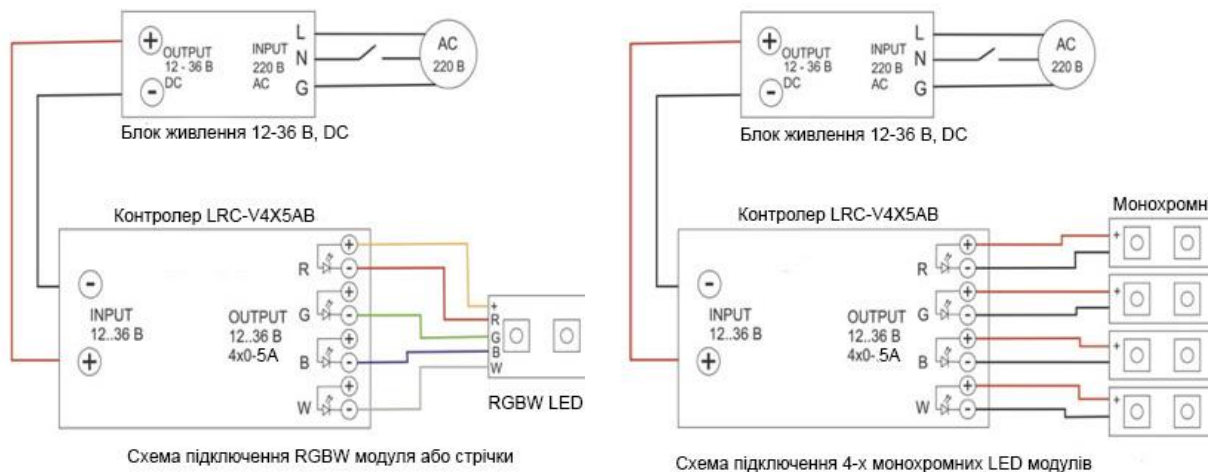 + OUTPUT INPUT L AC
12 - 36 В 220 В N 220 В
- DC AC G
Блок живлення 12-36 В, DC
Контролер LRC-V4X5AB
- INPUT
12..36 В
+
OUTPUT
12..36 В
4x0-5A
R + -
G + -
B + -
W + -
+
R
G
B
W
RGBW LED
Схема підключення RGBW модуля або стрічки
+ OUTPUT INPUT L AC
12 - 36 В 220 В N 220 В
- DC AC G
Блок живлення 12-36 В, DC
Контролер LRC-V4X5AB
Монохромн
- INPUT
12..36 В
+
OUTPUT
12..36 В
4x0-.5A
R + -
G + -
B + -
W + -
+
+
+
+
Схема підключення 4-х монохромних LED модулів